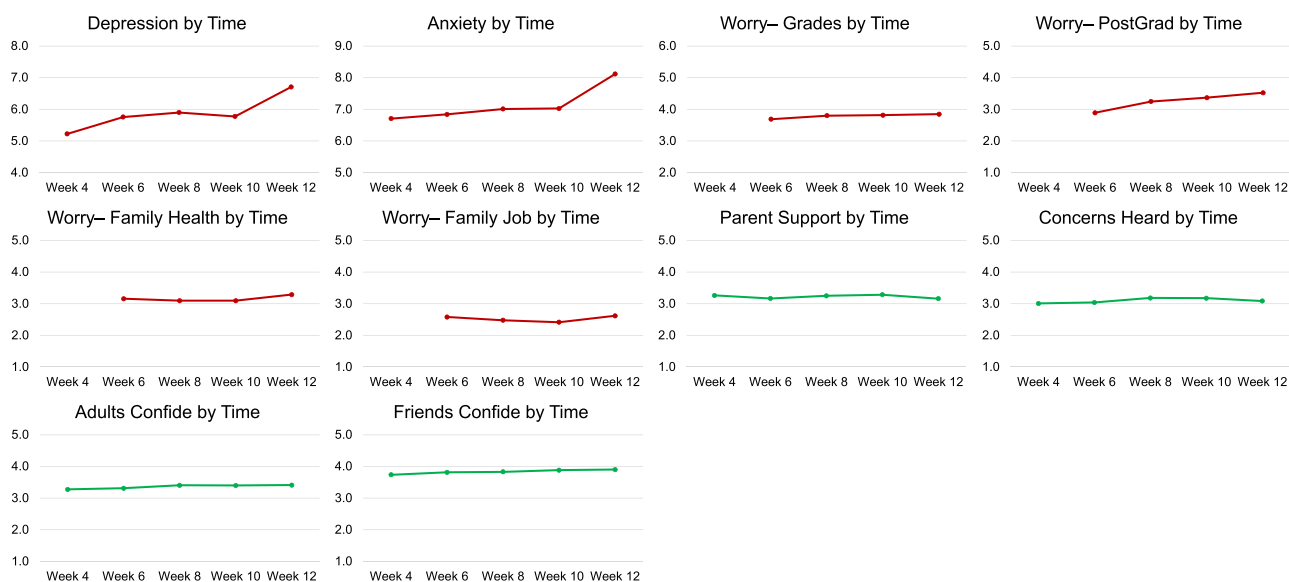 Depression by Time
8.0
7.0
6.0
5.0
4.0
Week 4 Week 6 Week 8 Week 10 Week 12
Anxiety by Time
9.0
8.0
7.0
6.0
5.0
Week 4 Week 6 Week 8 Week 10 Week 12
Worry– Grades by Time
6.0
5.0
4.0
3.0
2.0
Week 4 Week 6 Week 8 Week 10 Week 12
Worry– PostGrad by Time
5.0
4.0
3.0
2.0
1.0
Week 4 Week 6 Week 8 Week 10 Week 12
Worry– Family Health by Time
5.0
4.0
3.0
2.0
1.0
Week 4 Week 6 Week 8 Week 10 Week 12
Worry– Family Job by Time
5.0
4.0
3.0
2.0
1.0
Week 4 Week 6 Week 8 Week 10 Week 12
Parent Support by Time
5.0
4.0
3.0
2.0
1.0
Week 4 Week 6 Week 8 Week 10 Week 12
Concerns Heard by Time
5.0
4.0
3.0
2.0
1.0
Week 4 Week 6 Week 8 Week 10 Week 12
Adults Confide by Time
5.0
4.0
3.0
2.0
1.0
Week 4 Week 6 Week 8 Week 10 Week 12
Friends Confide by Time
5.0
4.0
3.0
2.0
1.0
Week 4 Week 6 Week 8 Week 10 Week 12